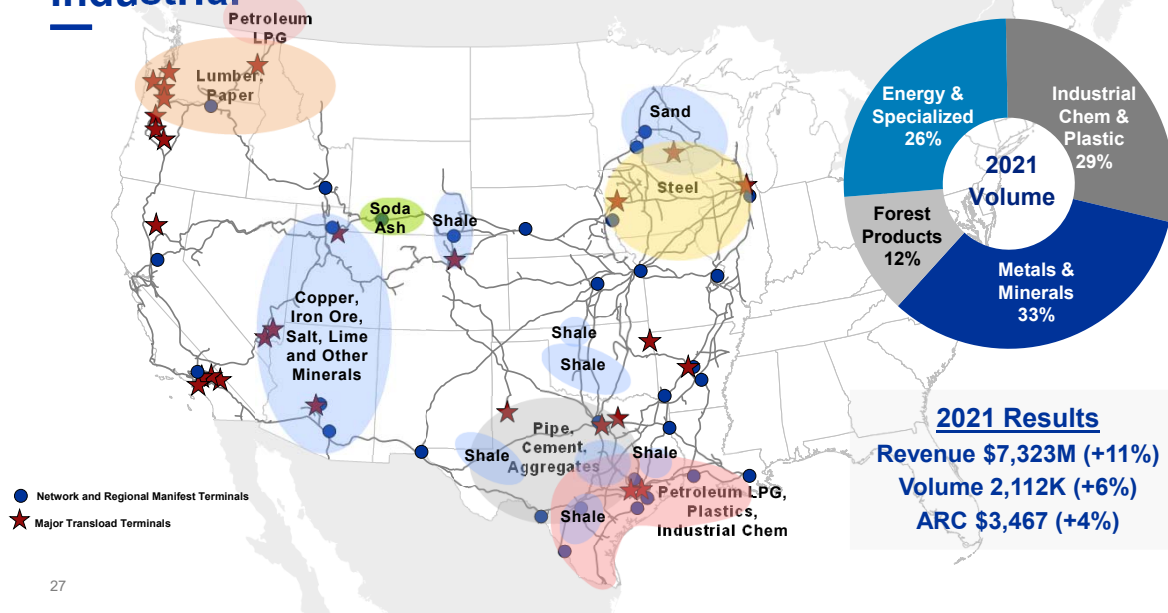 Industrial
Petroleum
LPG
Lumber,
Paper
Sand
Steel
Soda
Ash
Shale
Copper,
Iron Ore,
Salt, Lime
and Other
Minerals
Shale
Shale
Pipe,
Cement,
Aggregates
Shale
Shale
Shale
Petroleum LPG,
Plastics,
Industrial Chem
Network and Regional Manifest Terminals
Major Transload Terminals
Energy &
Specialized
26%
Industrial
Chem &
Plastic
29%
2021
Volume
Forest
Products
12%
Metals &
Minerals
33%
2021 Results
Revenue $7,323M (+11%)
Volume 2,112K (+6%)
ARC $3,467 (+4%)
27